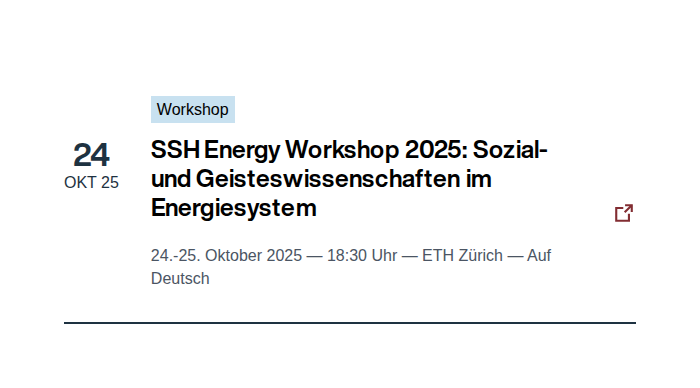 Workshop
24
OKT 25
SSH Energy Workshop 2025: Sozial-
und Geisteswissenschaften im
Energiesystem
24.-25. Oktober 2025 — 18:30 Uhr — ETH Zürich — Auf
Deutsch